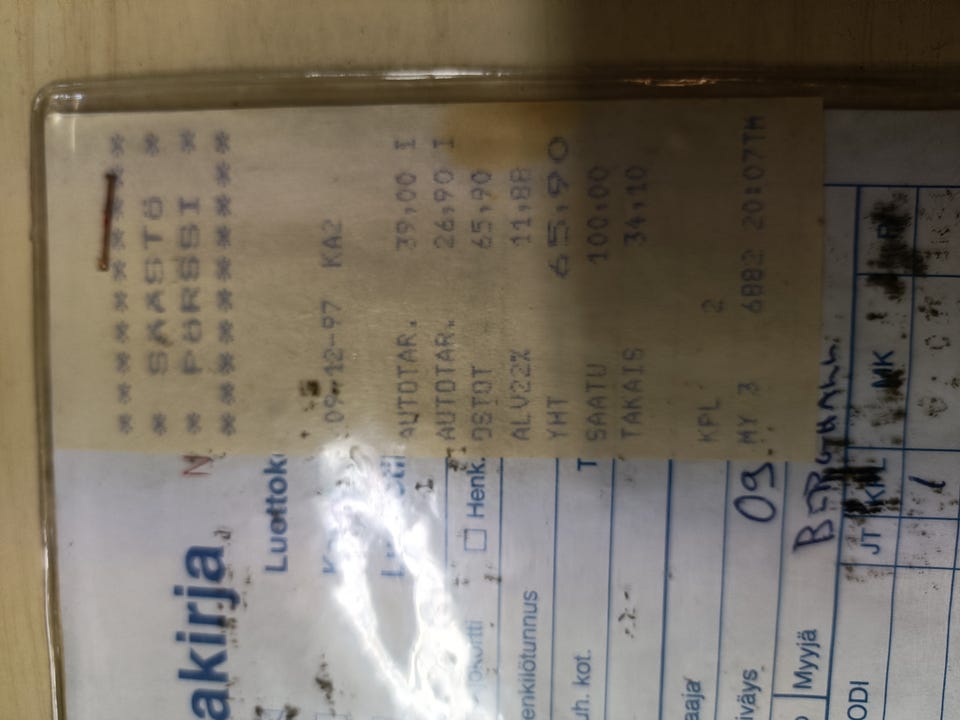 ****************
* SÄÄSTÖ *
* PÖRSSI *
****************
09-12-97 KA2
AUTOTAR. 39,00 I
AUTOTAR. 26,90 I
OSTOT 65,90
ALV22% 11,88
YHT 65,90
SAATU 100,00
TAKAIS 34,10
KPL 2
MY 3 6882 20:07TM
akirja
Luottok
Henk.
enkilötunnus
uh. kot.
T
aaja
iväys 09
Myyjä
ODI
JT
KPL
MK
1